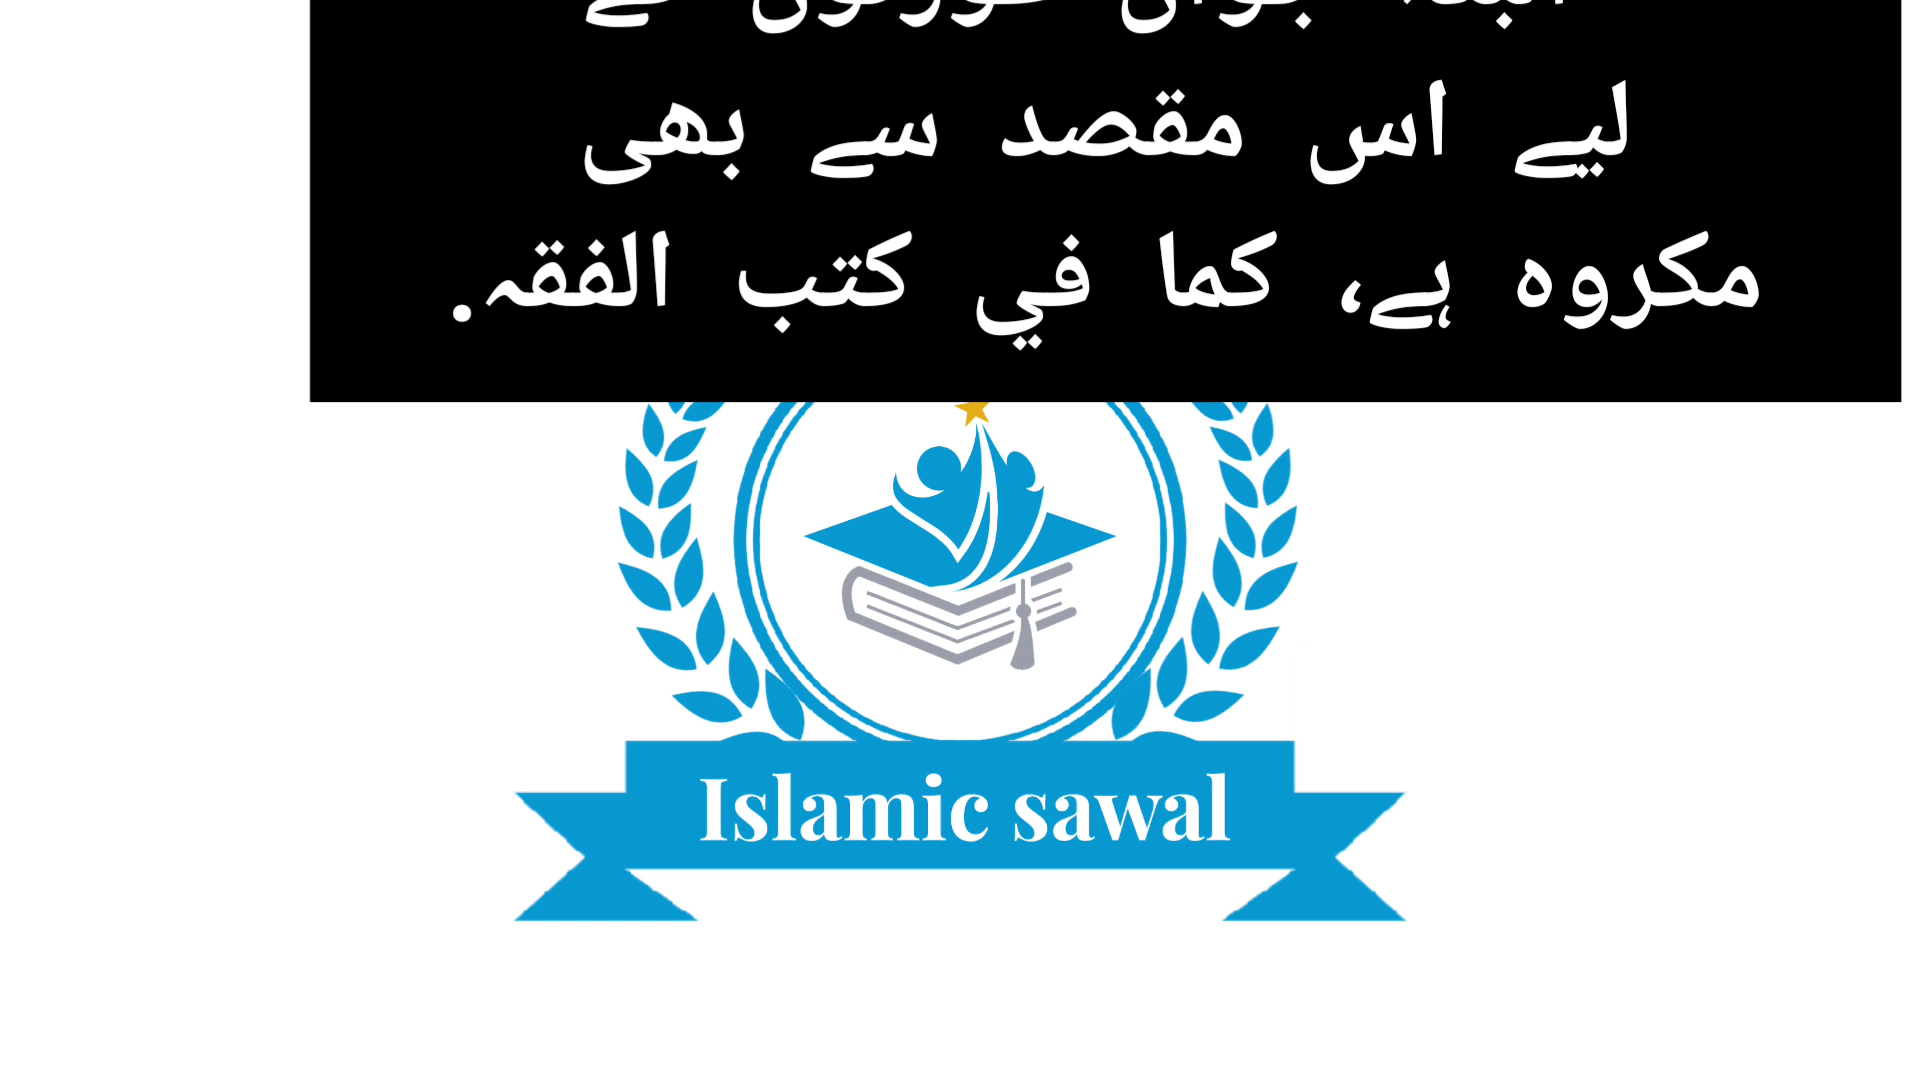 لیے اس مقصد سے بھی
مکروہ ہے، کما في کتب الفقہ.
Islamic sawal